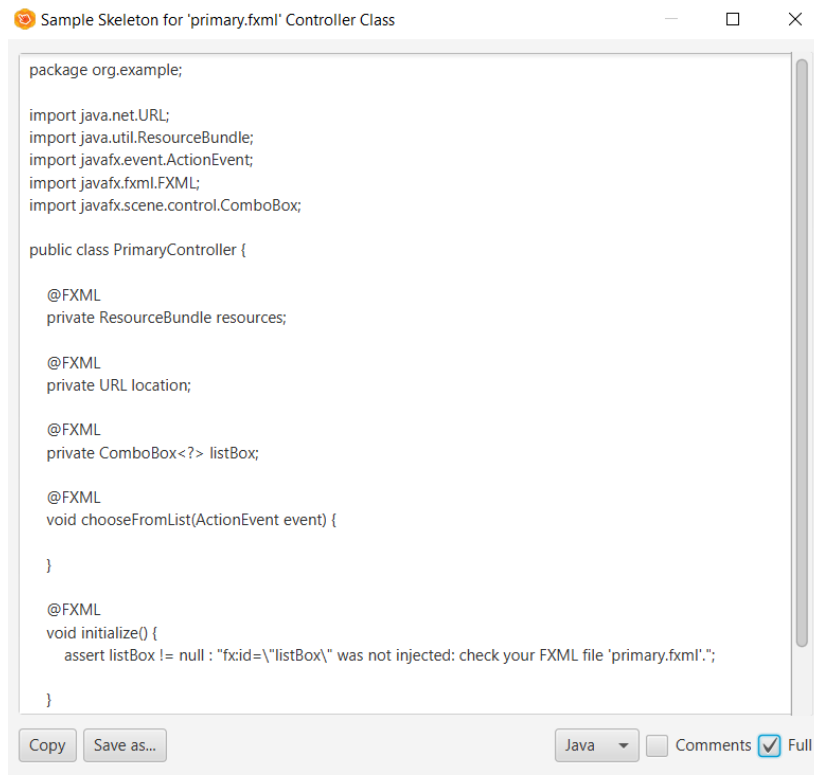 Sample Skeleton for 'primary.fxml' Controller Class
package org.example;
import java.net.URL;
import java.util.ResourceBundle;
import javafx.event.ActionEvent;
import javafx.fxml.FXML;
import javafx.scene.control.ComboBox;
public class PrimaryController {
@FXML
private ResourceBundle resources;
@FXML
private URL location;
@FXML
private ComboBox<?> listBox;
@FXML
void chooseFromList(ActionEvent event) {
}
@FXML
void initialize() {
assert listBox != null : "fx:id=\"listBox\" was not injected: check your FXML file 'primary.fxml'.";
}
Copy Save as... Java Comments Full